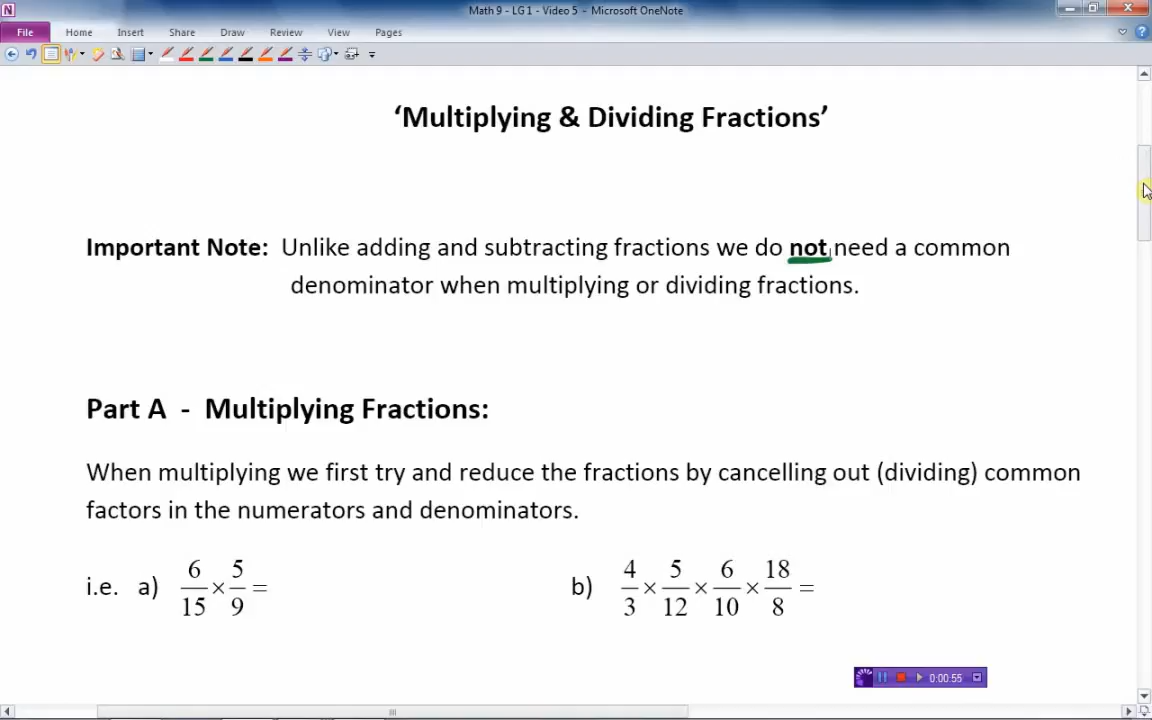 Math 9 - LG 1 - Video 5 - Microsoft OneNote
File Home Insert Share Draw Review View Pages
‘Multiplying & Dividing Fractions’
Important Note: Unlike adding and subtracting fractions we do not need a common
denominator when multiplying or dividing fractions.
Part A - Multiplying Fractions:
When multiplying we first try and reduce the fractions by cancelling out (dividing) common
factors in the numerators and denominators.
i.e. a) 6/15 × 5/9 = b) 4/3 × 5/12 × 6/10 × 18/8 =
0:00:55